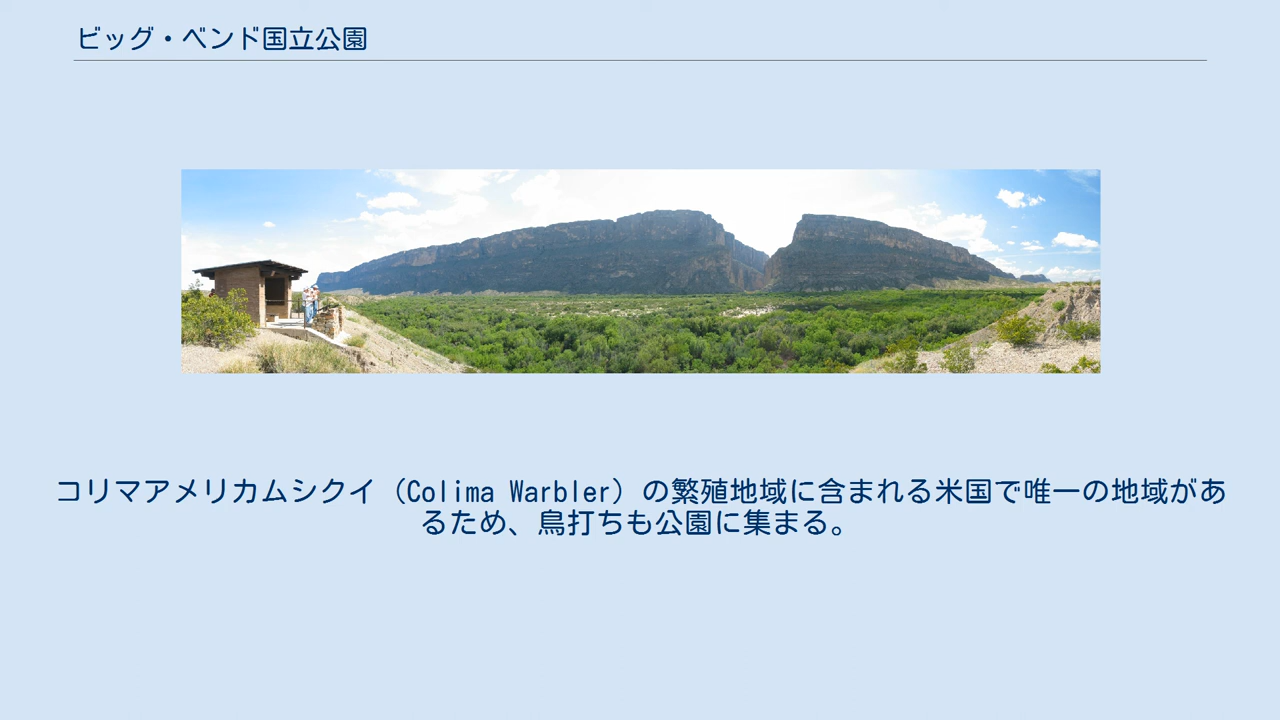 ビッグ・ベンド国立公園
コリマアメリカムシクイ（Colima Warbler）の繁殖地域に含まれる米国で唯一の地域があ
るため、鳥打ちも公園に集まる。